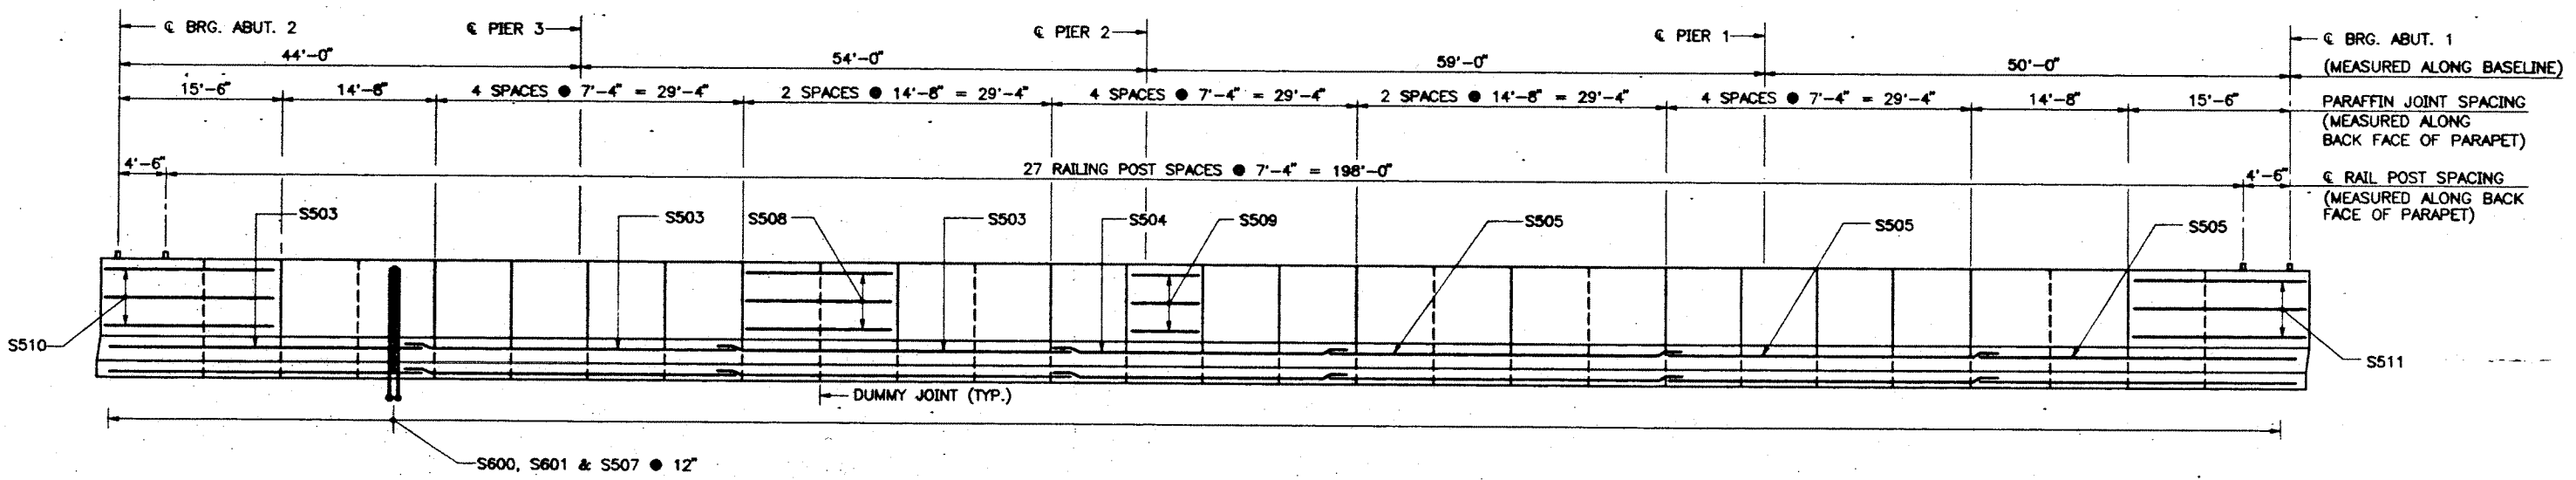 ℄ BRG. ABUT. 2
℄ PIER 3
℄ PIER 2
℄ PIER 1
℄ BRG. ABUT. 1
44'-0"
54'-0"
59'-0"
50'-0"
(MEASURED ALONG BASELINE)
15'-6"
14'-8"
4 SPACES ● 7'-4" = 29'-4"
2 SPACES ● 14'-8" = 29'-4"
4 SPACES ● 7'-4" = 29'-4"
2 SPACES ● 14'-8" = 29'-4"
4 SPACES ● 7'-4" = 29'-4"
14'-8"
15'-6"
PARAFFIN JOINT SPACING
(MEASURED ALONG
BACK FACE OF PARAPET)
4'-6"
27 RAILING POST SPACES ● 7'-4" = 198'-0"
4'-6"
℄ RAIL POST SPACING
(MEASURED ALONG BACK
FACE OF PARAPET)
S503
S503
S508
S503
S504
S509
S505
S505
S505
S510
S511
DUMMY JOINT (TYP.)
S600, S601 & S507 ● 12"